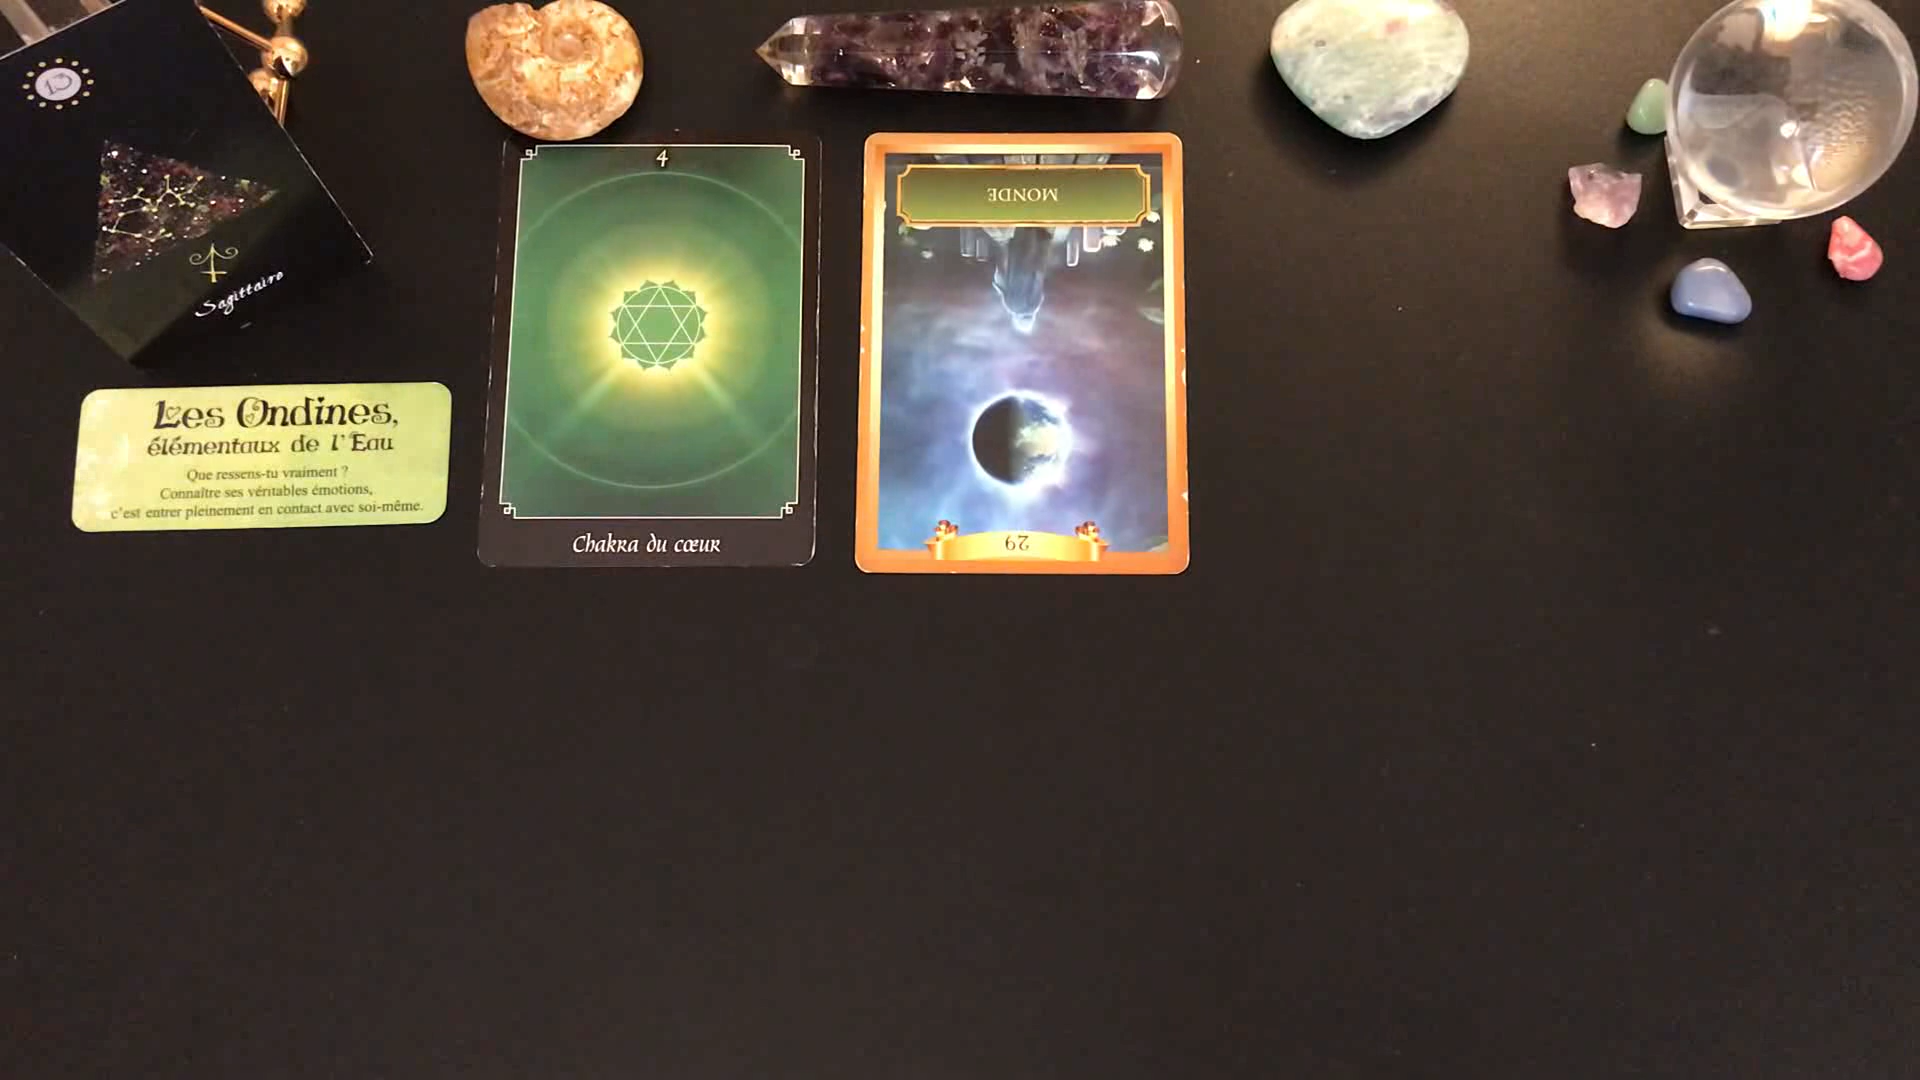 13
Sagittaire
Les Ondines,
élémentaux de l'Eau
Que ressens-tu vraiment ?
Connaître ses véritables émotions,
c'est entrer pleinement en contact avec soi-même.
4
Chakra du cœur
MONDE
29